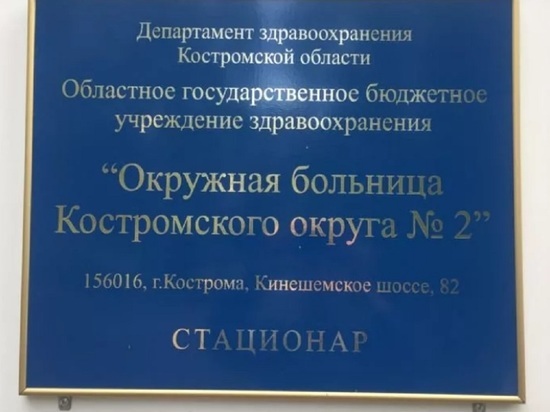 Департамент здравоохранения
Костромской области
Областное государственное бюджетное
учреждение здравоохранения
“Окружная больница
Костромского округа № 2”
156016, г.Кострома, Кинешемское шоссе, 82
СТАЦИОНАР